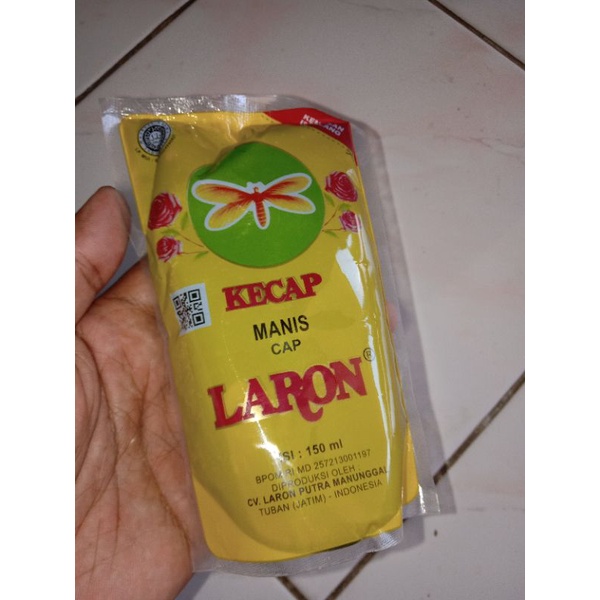 KECAP
MANIS
CAP
LARON®
ISI : 150 ml
BPOM RI MD 257213001197
DIPRODUKSI OLEH
CV. LARON PUTRA MANUNGGAL
TUBAN (JATIM) - INDONESIA